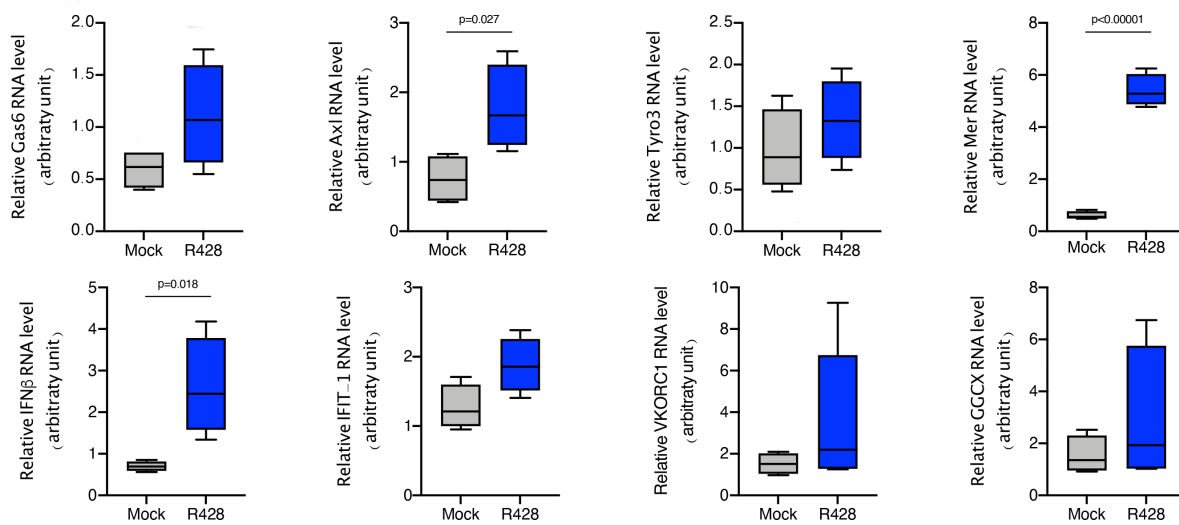 Relative Gas6 RNA level
(arbitraty unit)
2.0
1.5
1.0
0.5
0.0
Mock R428
Relative Axl RNA level
(arbitraty unit)
p=0.027
3
2
1
0
Mock R428
Relative Tyro3 RNA level
(arbitraty unit)
2.5
2.0
1.5
1.0
0.5
0.0
Mock R428
Relative Mer RNA level
(arbitraty unit)
p<0.00001
8
6
4
2
0
Mock R428
Relative IFNβ RNA level
(arbitraty unit)
p=0.018
5
4
3
2
1
0
Mock R428
Relative IFIT_1 RNA level
(arbitraty unit)
3
2
1
0
Mock R428
Relative VKORC1 RNA level
(arbitraty unit)
10
8
6
4
2
0
Mock R428
Relative GGCX RNA level
(arbitraty unit)
8
6
4
2
0
Mock R428